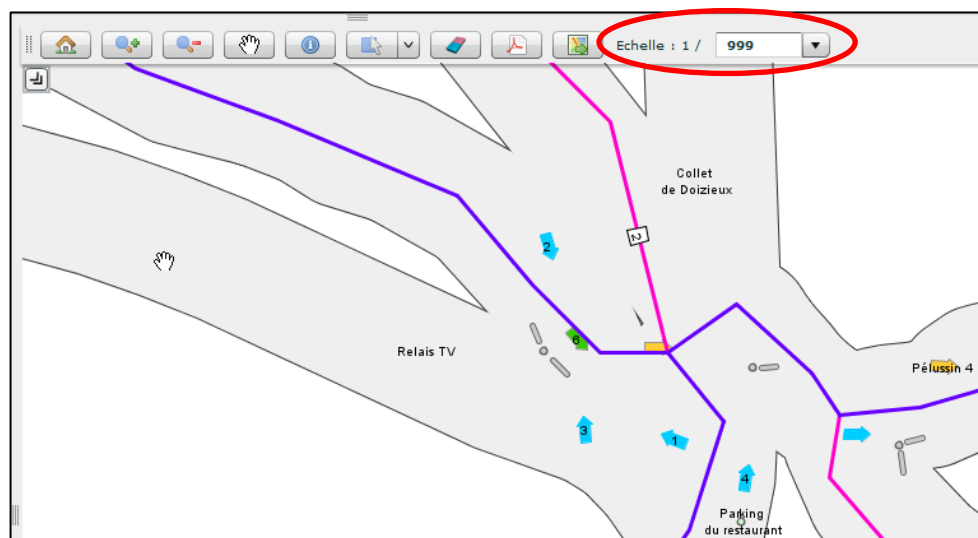 Echelle : 1 / 999
Collet
de Doizieux
2
2
6
Relais TV
Pélussin 4
3
1
4
Parking
du restaurant